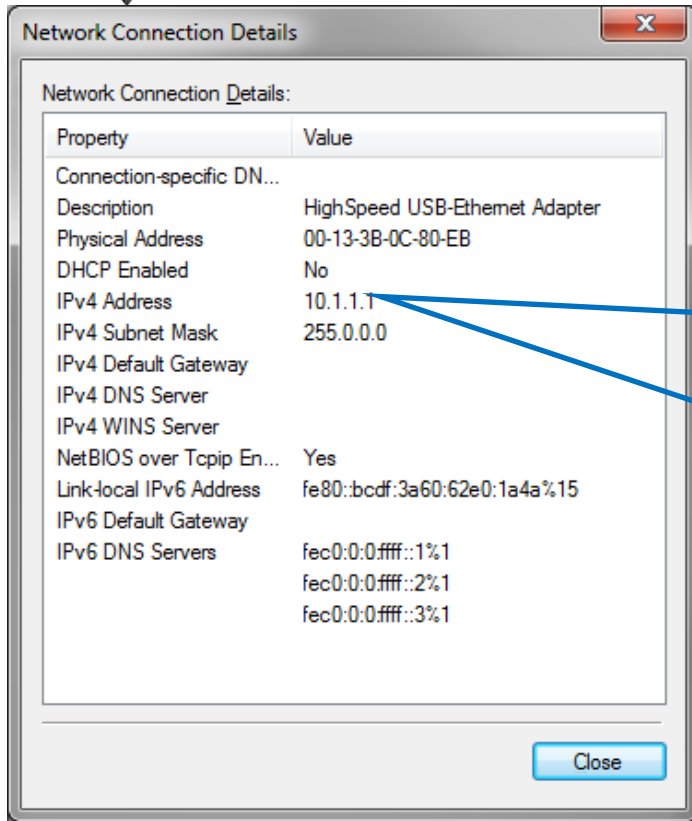 Network Connection Details
Network Connection Details:
Property Value
Connection-specific DN...
Description HighSpeed USB-Ethernet Adapter
Physical Address 00-13-3B-0C-80-EB
DHCP Enabled No
IPv4 Address 10.1.1.1
IPv4 Subnet Mask 255.0.0.0
IPv4 Default Gateway
IPv4 DNS Server
IPv4 WINS Server
NetBIOS over Tcpip En... Yes
Link-local IPv6 Address fe80::bcdf:3a60:62e0:1a4a%15
IPv6 Default Gateway
IPv6 DNS Servers fec0:0:0:ffff::1%1
fec0:0:0:ffff::2%1
fec0:0:0:ffff::3%1
Close